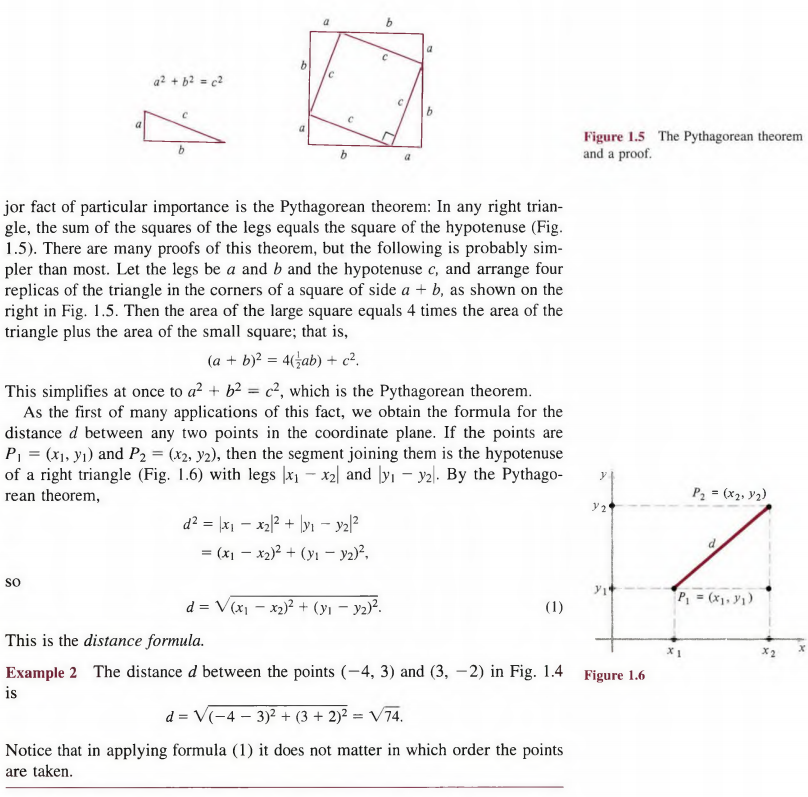 a b
a² + b² = c²
b c c a
a c
b
a c c b
b a
Figure 1.5 The Pythagorean theorem
and a proof.
jor fact of particular importance is the Pythagorean theorem: In any right trian-
gle, the sum of the squares of the legs equals the square of the hypotenuse (Fig.
1.5). There are many proofs of this theorem, but the following is probably sim-
pler than most. Let the legs be a and b and the hypotenuse c, and arrange four
replicas of the triangle in the corners of a square of side a + b, as shown on the
right in Fig. 1.5. Then the area of the large square equals 4 times the area of the
triangle plus the area of the small square; that is,
(a + b)² = 4(½ab) + c².
This simplifies at once to a² + b² = c², which is the Pythagorean theorem.
As the first of many applications of this fact, we obtain the formula for the
distance d between any two points in the coordinate plane. If the points are
P₁ = (x₁, y₁) and P₂ = (x₂, y₂), then the segment joining them is the hypotenuse
of a right triangle (Fig. 1.6) with legs |x₁ − x₂| and |y₁ − y₂|. By the Pythago-
rean theorem,
d² = |x₁ − x₂|² + |y₁ − y₂|²
= (x₁ − x₂)² + (y₁ − y₂)²,
so
d = √(x₁ − x₂)² + (y₁ − y₂)². (1)
This is the distance formula.
Example 2 The distance d between the points (−4, 3) and (3, −2) in Fig. 1.4
is
d = √(−4 − 3)² + (3 + 2)² = √74.
Notice that in applying formula (1) it does not matter in which order the points
are taken.
y
P₂ = (x₂, y₂)
y₂
d
y₁
P₁ = (x₁, y₁)
x₁ x₂ x
Figure 1.6